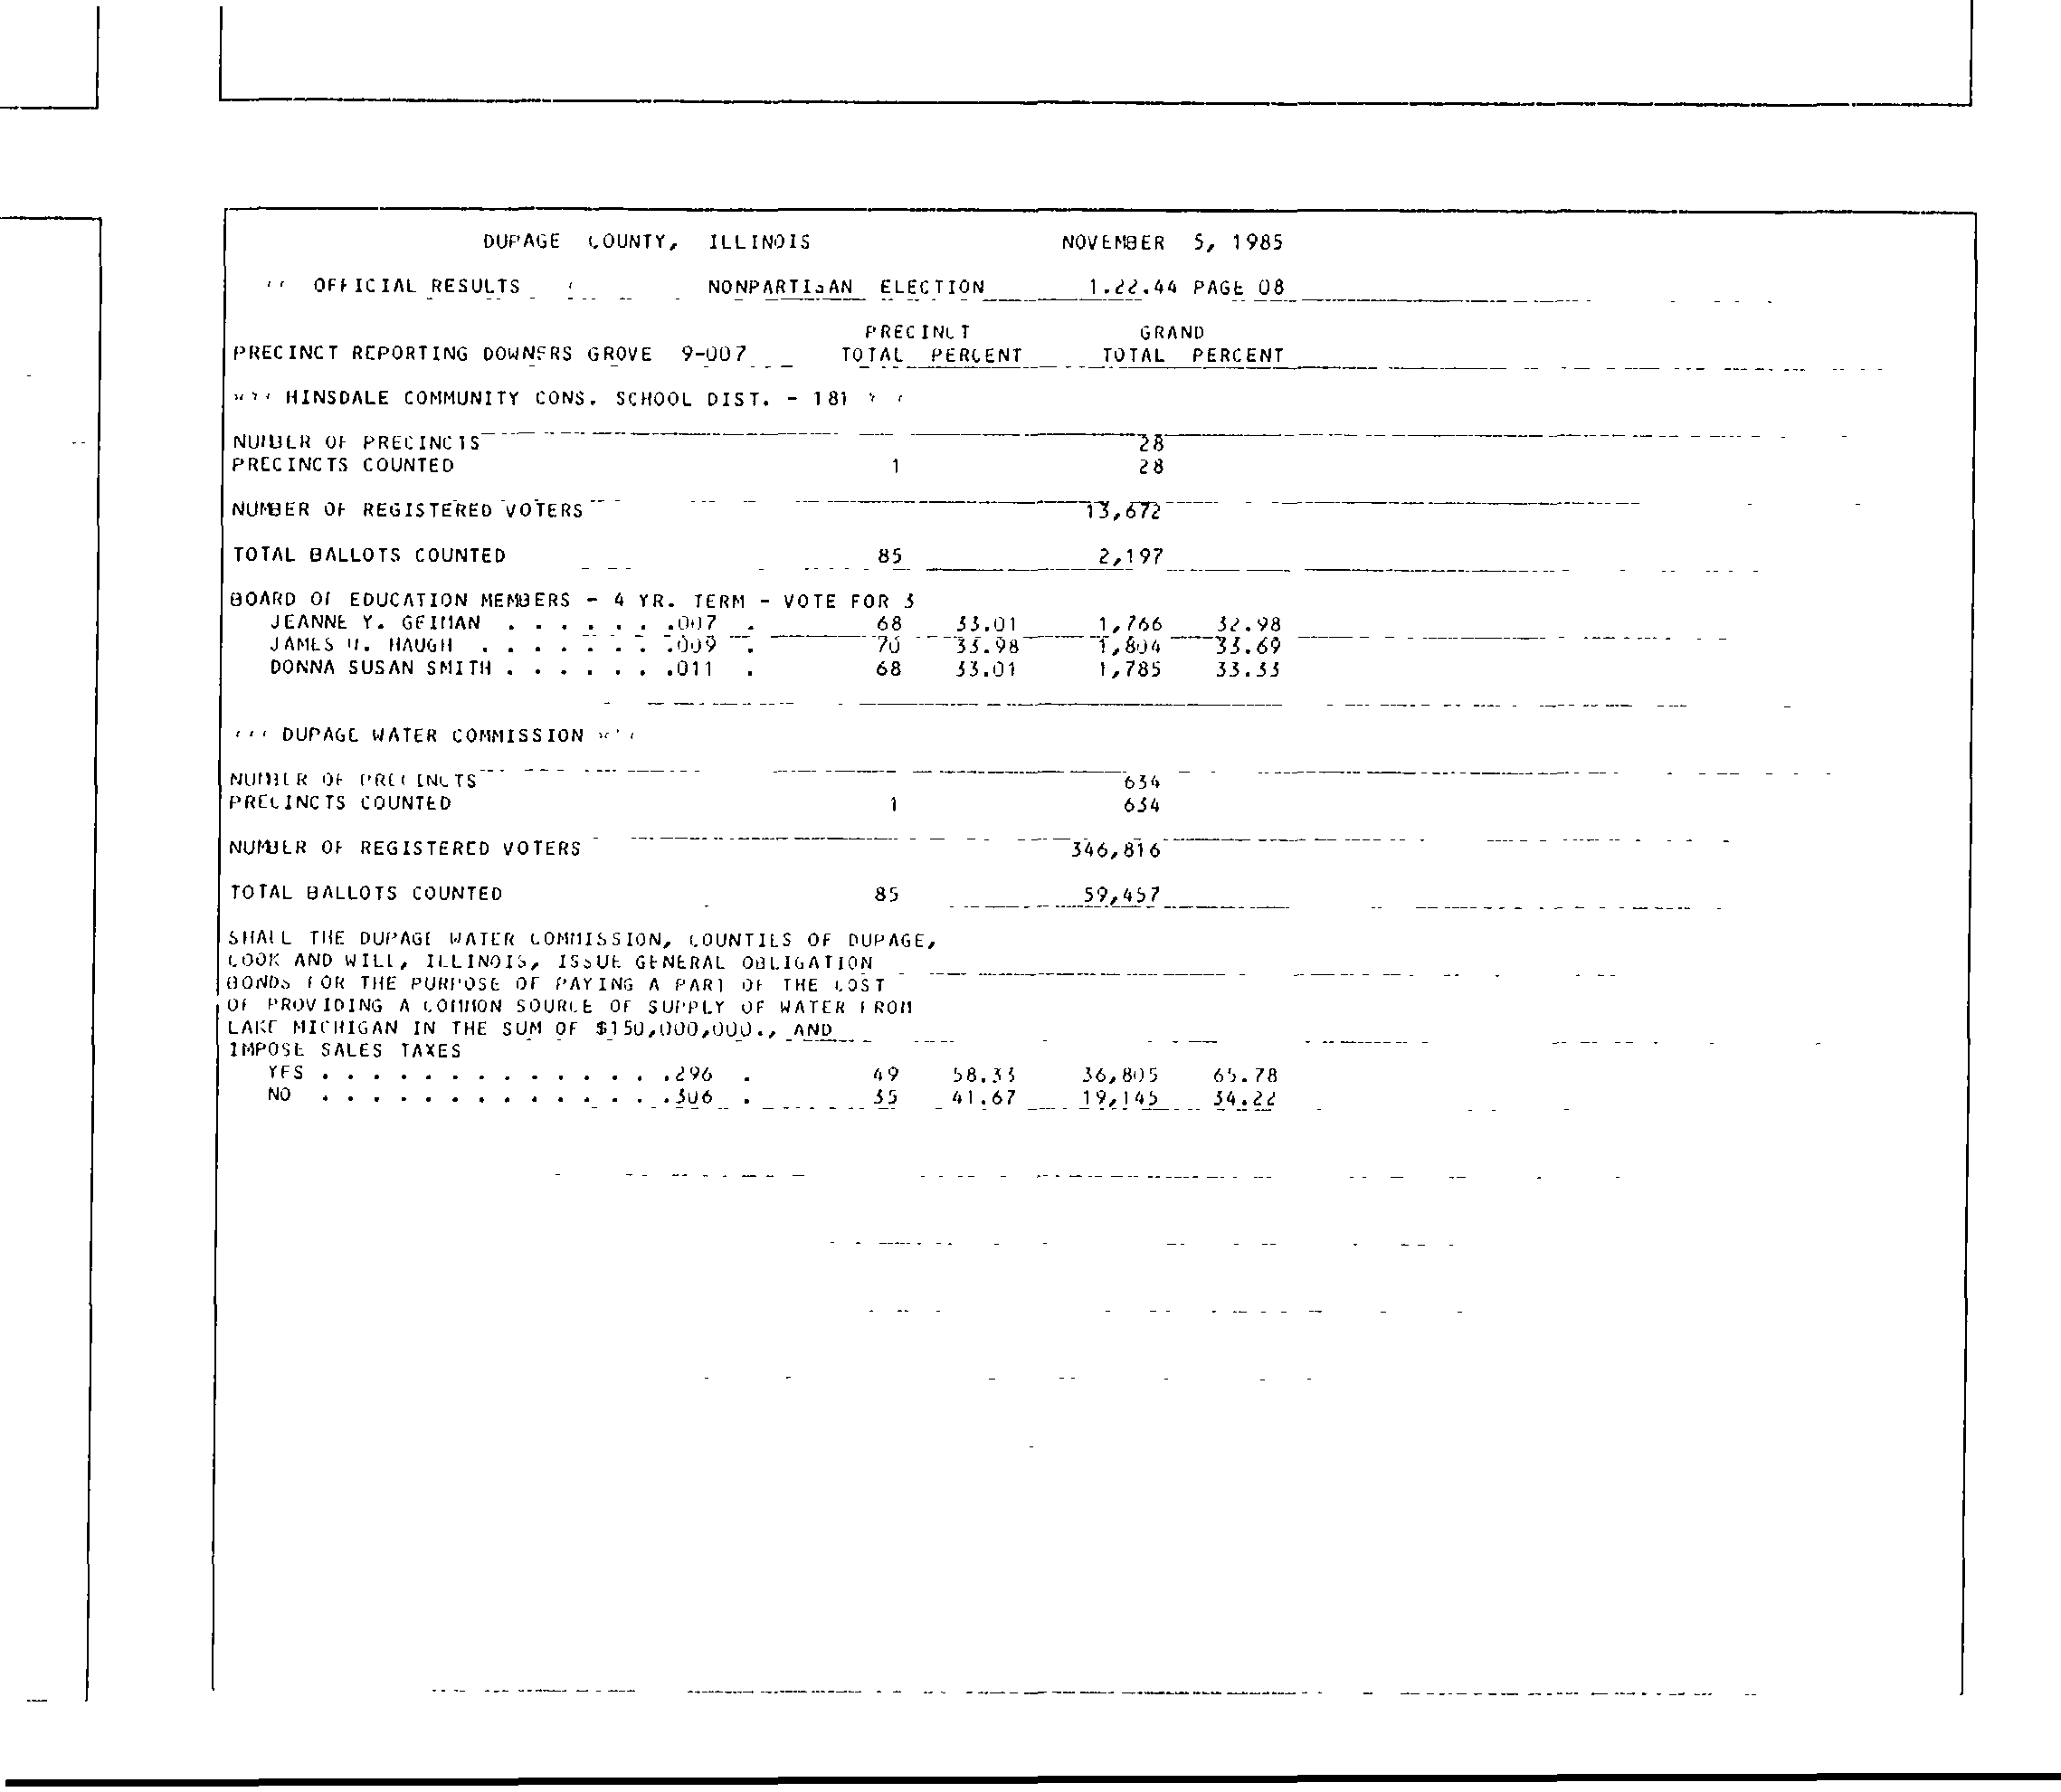 DUPAGE COUNTY, ILLINOIS NOVEMBER 5, 1985
OFFICIAL RESULTS NONPARTISAN ELECTION 1.22.44 PAGE 08
PRECINCT GRAND
PRECINCT REPORTING DOWNERS GROVE 9-007 TOTAL PERCENT TOTAL PERCENT
HINSDALE COMMUNITY CONS. SCHOOL DIST. - 181
NUMBER OF PRECINCTS 28
PRECINCTS COUNTED 1 28
NUMBER OF REGISTERED VOTERS 13,672
TOTAL BALLOTS COUNTED 85 2,197
BOARD OF EDUCATION MEMBERS - 4 YR. TERM - VOTE FOR 3
JEANNE Y. . . . . . . .007 . 68 33.01 1,766 32.98
JAMES HAUGH . . . . . . . .009 . 70 33.98 1,804 33.69
DONNA SUSAN SMITH . . . . . . .011 . 68 33.01 1,785 33.33
DUPAGE WATER COMMISSION
NUMBER OF PRECINCTS 634
PRECINCTS COUNTED 1 634
NUMBER OF REGISTERED VOTERS 346,816
TOTAL BALLOTS COUNTED 85 59,457
SHALL THE DUPAGE WATER COMMISSION, COUNTIES OF DUPAGE,
COOK AND WILL, ILLINOIS, ISSUE GENERAL OBLIGATION
BONDS FOR THE PURPOSE OF PAYING A PART OF THE COST
OF PROVIDING A COMMON SOURCE OF SUPPLY OF WATER FROM
LAKE MICHIGAN IN THE SUM OF $150,000,000., AND
IMPOSE SALES TAXES
YES . . . . . . . . . . . . . .296 . 49 58.33 36,805 65.78
NO . . . . . . . . . . . . . .306 . 35 41.67 19,145 34.22